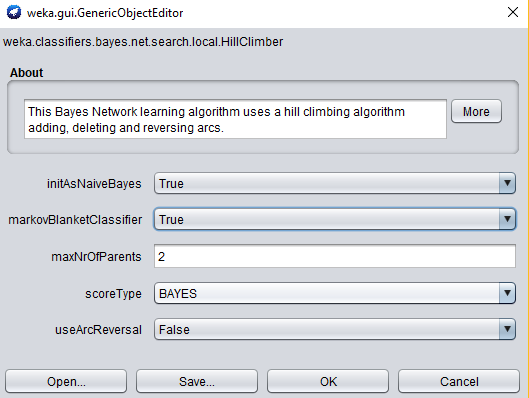 weka.gui.GenericObjectEditor
weka.classifiers.bayes.net.search.local.HillClimber
About
This Bayes Network learning algorithm uses a hill climbing algorithm
adding, deleting and reversing arcs.
More
initAsNaiveBayes True
markovBlanketClassifier True
maxNrOfParents 2
scoreType BAYES
useArcReversal False
Open... Save... OK Cancel